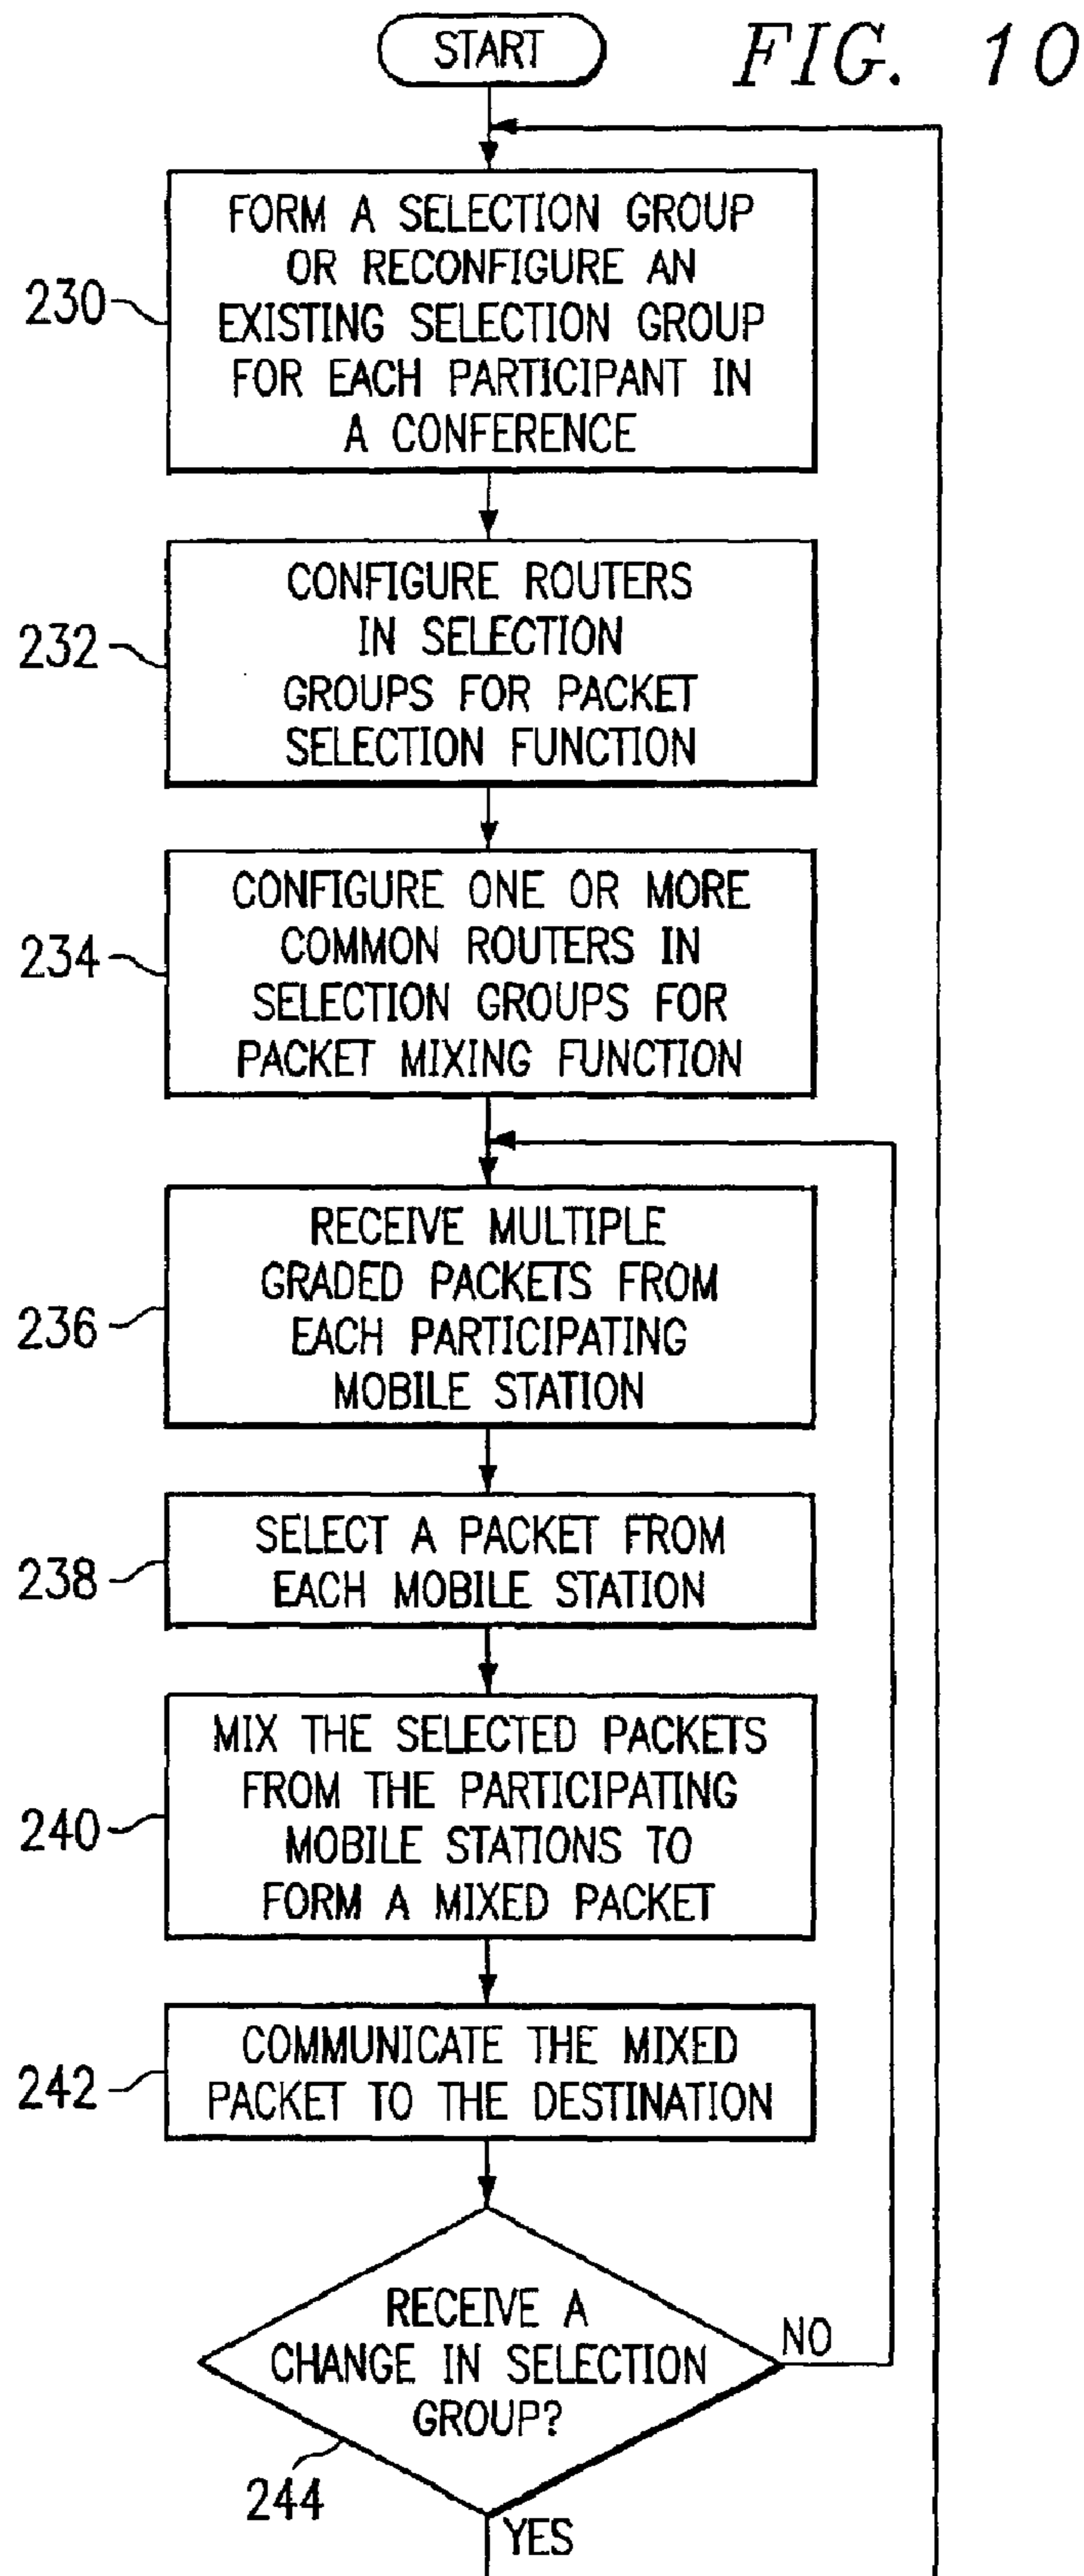 START
FIG. 10
FORM A SELECTION GROUP
OR RECONFIGURE AN
EXISTING SELECTION GROUP
FOR EACH PARTICIPANT IN
A CONFERENCE
230
CONFIGURE ROUTERS
IN SELECTION
GROUPS FOR PACKET
SELECTION FUNCTION
232
CONFIGURE ONE OR MORE
COMMON ROUTERS IN
SELECTION GROUPS FOR
PACKET MIXING FUNCTION
234
RECEIVE MULTIPLE
GRADED PACKETS FROM
EACH PARTICIPATING
MOBILE STATION
236
SELECT A PACKET FROM
EACH MOBILE STATION
238
MIX THE SELECTED PACKETS
FROM THE PARTICIPATING
MOBILE STATIONS TO
FORM A MIXED PACKET
240
COMMUNICATE THE MIXED
PACKET TO THE DESTINATION
242
RECEIVE A
CHANGE IN SELECTION
GROUP?
NO
244
YES